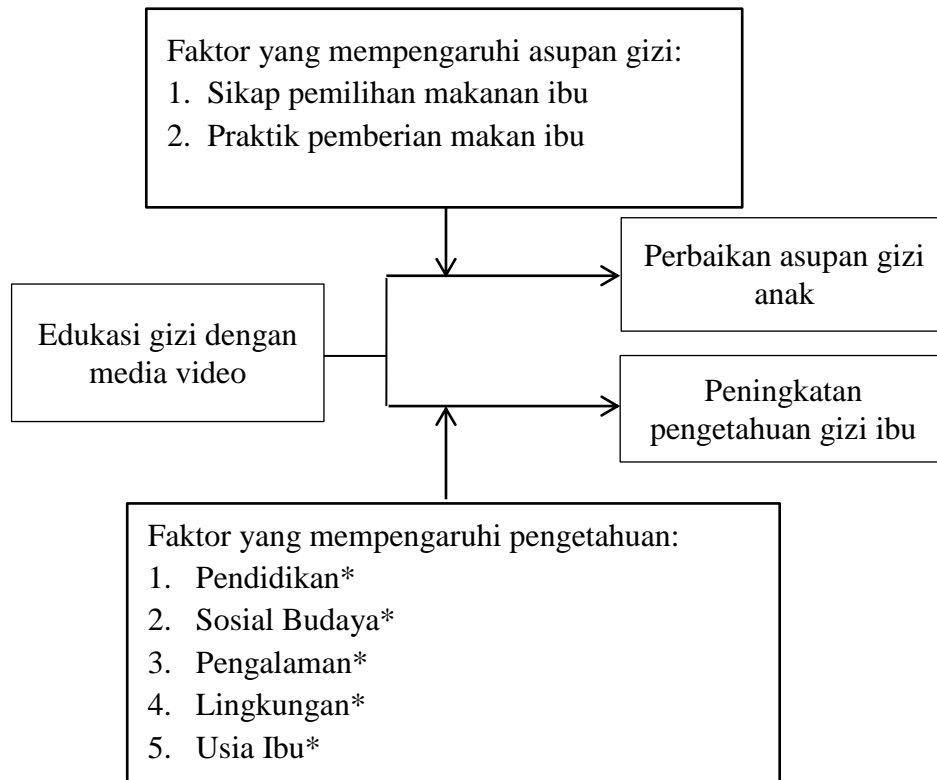 Faktor yang mempengaruhi asupan gizi:
1. Sikap pemilihan makanan ibu
2. Praktik pemberian makan ibu
Perbaikan asupan gizi
anak
Edukasi gizi dengan
media video
Peningkatan
pengetahuan gizi ibu
Faktor yang mempengaruhi pengetahuan:
1. Pendidikan*
2. Sosial Budaya*
3. Pengalaman*
4. Lingkungan*
5. Usia Ibu*